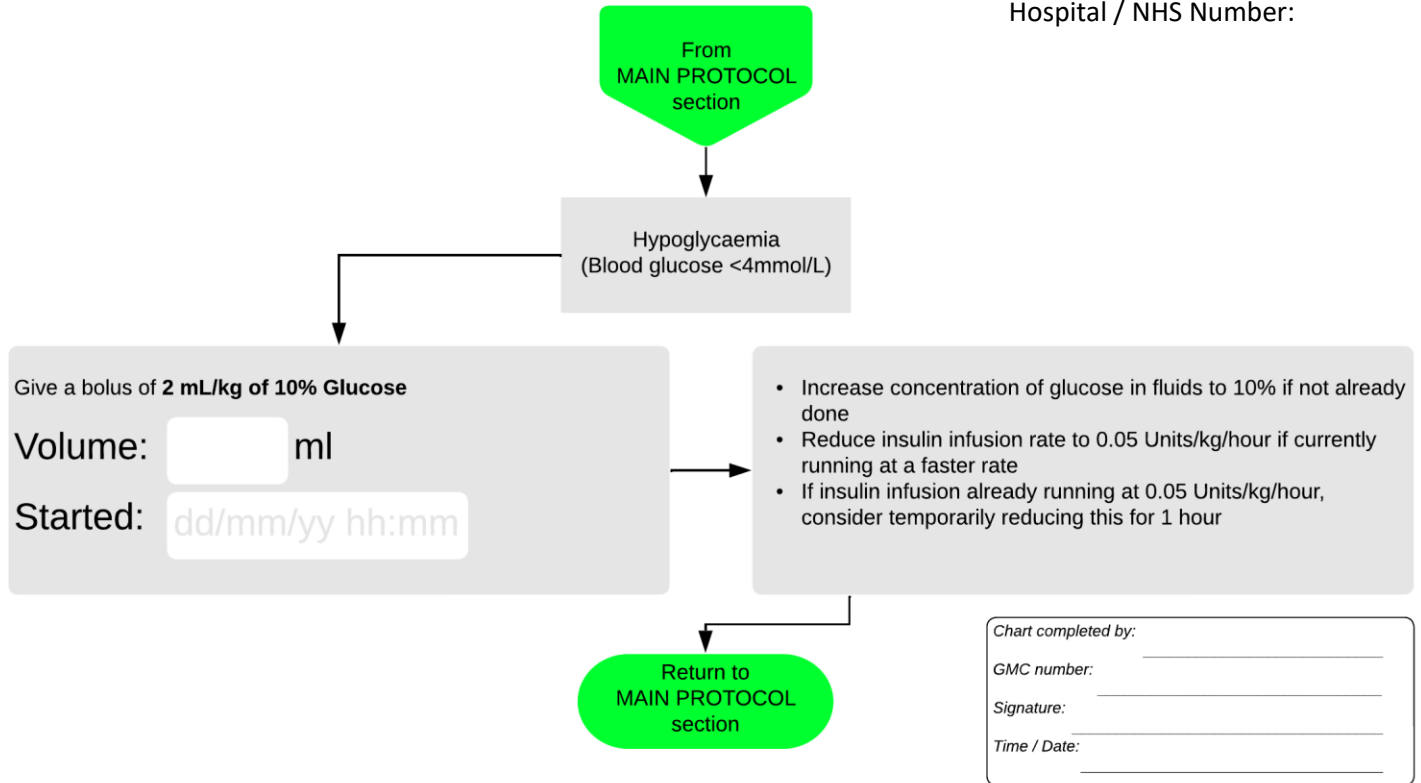 Hospital / NHS Number:
From
MAIN PROTOCOL
section
Hypoglycaemia
(Blood glucose <4mmol/L)
Give a bolus of 2 mL/kg of 10% Glucose
Volume: ml
Started: dd/mm/yy hh:mm
• Increase concentration of glucose in fluids to 10% if not already
done
• Reduce insulin infusion rate to 0.05 Units/kg/hour if currently
running at a faster rate
• If insulin infusion already running at 0.05 Units/kg/hour,
consider temporarily reducing this for 1 hour
Return to
MAIN PROTOCOL
section
Chart completed by:
GMC number:
Signature:
Time / Date: